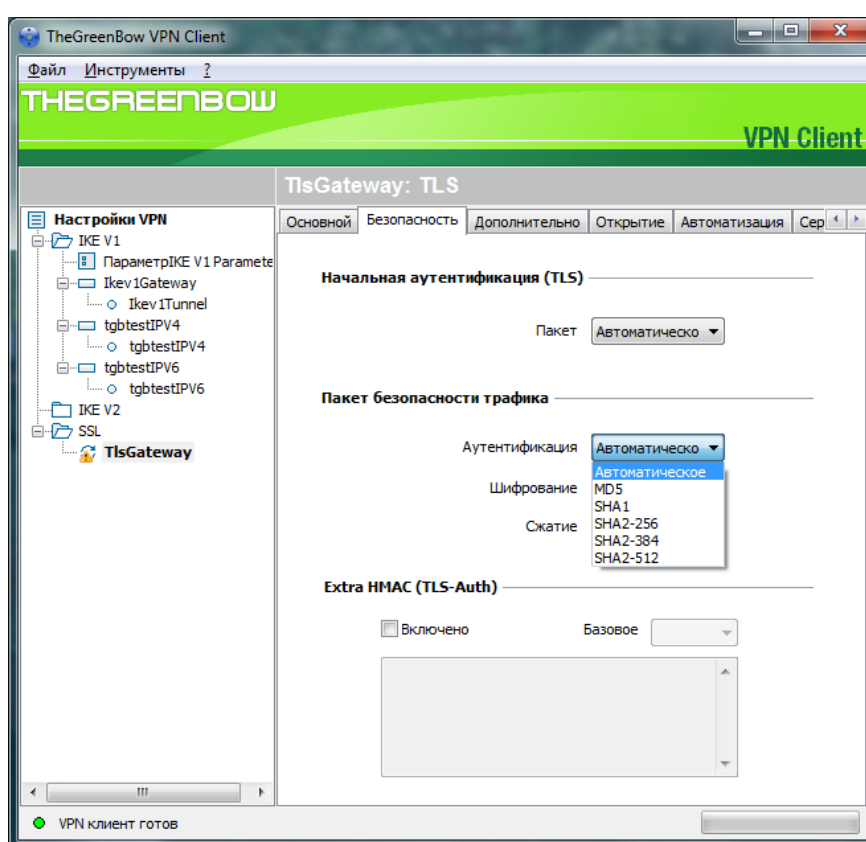 TheGreenBow VPN Client
Файл Инструменты ?
THEGREENBOW
VPN Client
TlsGateway: TLS
Настройки VPN
IKE V1
ПараметрIKE V1 Paramete
Ikev1Gateway
Ikev1Tunnel
tgbtestIPV4
tgbtestIPV4
tgbtestIPV6
tgbtestIPV6
IKE V2
SSL
TlsGateway
Основной Безопасность Дополнительно Открытие Автоматизация Сер
Начальная аутентификация (TLS)
Пакет Автоматическо
Пакет безопасности трафика
Аутентификация Автоматическо
Автоматическое
Шифрование MD5
SHA1
Сжатие SHA2-256
SHA2-384
SHA2-512
Extra HMAC (TLS-Auth)
Включено Базовое
VPN клиент готов